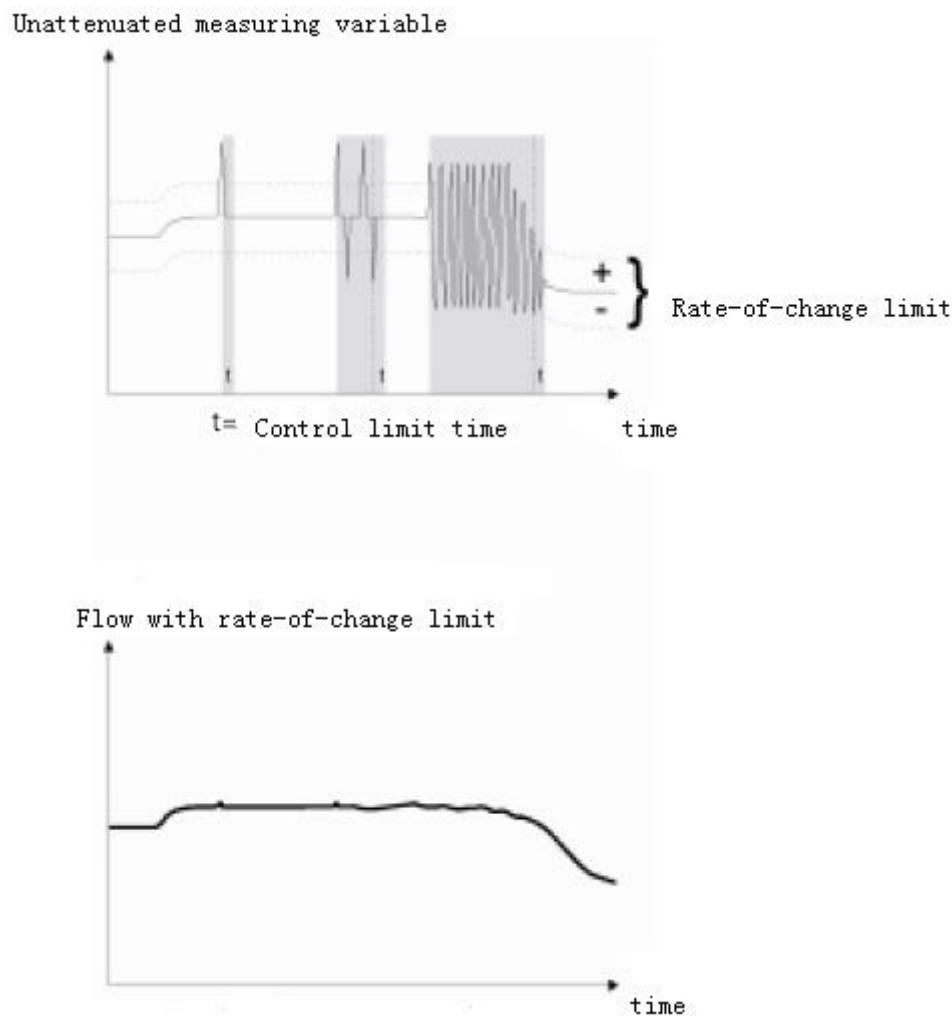 Unattenuated measuring variable
+
-
Rate-of-change limit
t t t
t= Control limit time
time
Flow with rate-of-change limit
time